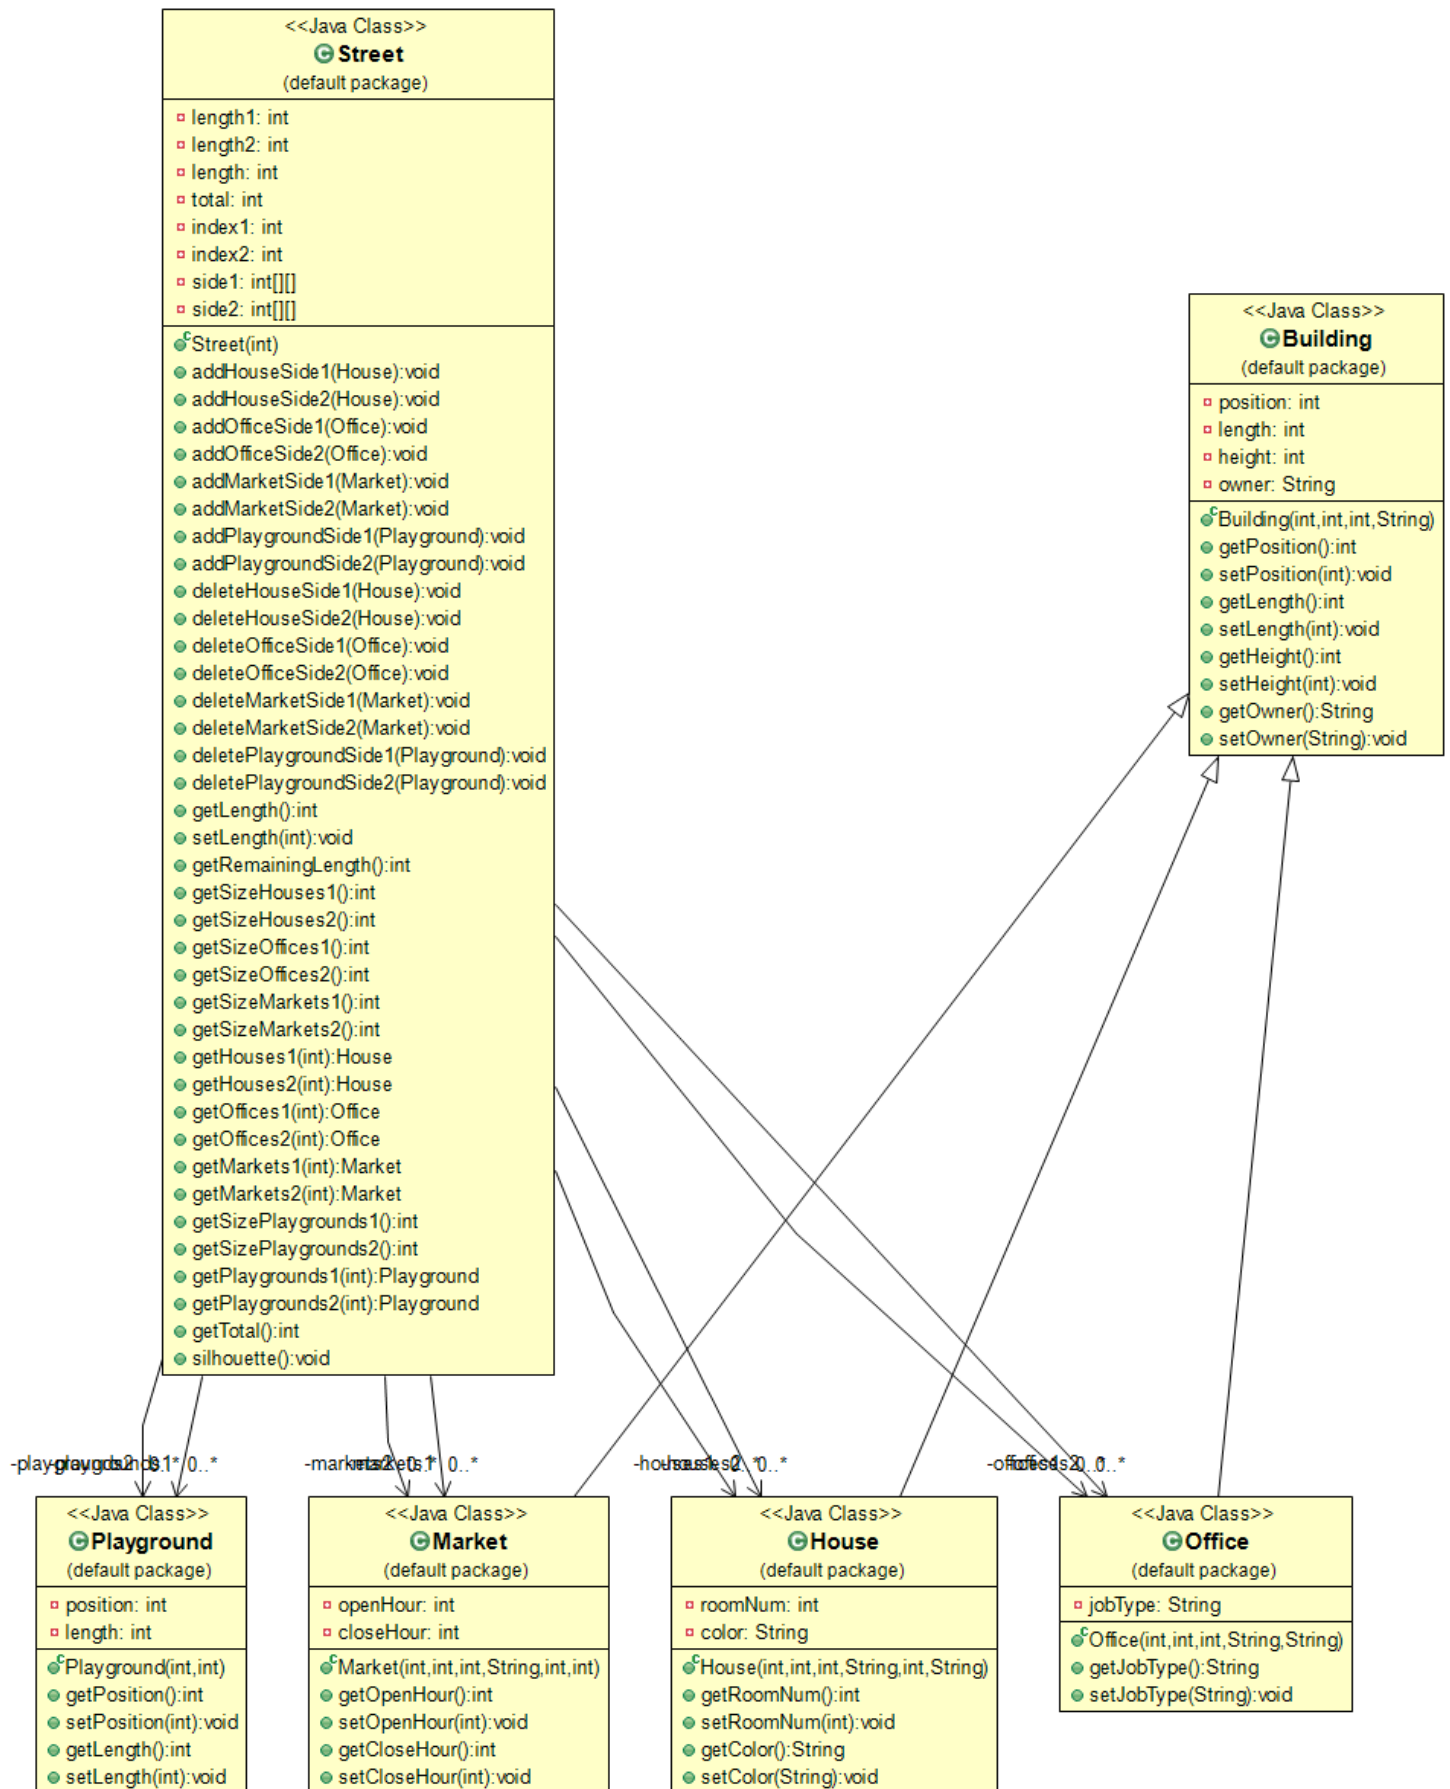 <<Java Class>>
Street
(default package)
length1: int
length2: int
length: int
total: int
index1: int
index2: int
side1: int[][]
side2: int[][]
Street(int)
addHouseSide1(House):void
addHouseSide2(House):void
addOfficeSide1(Office):void
addOfficeSide2(Office):void
addMarketSide1(Market):void
addMarketSide2(Market):void
addPlaygroundSide1(Playground):void
addPlaygroundSide2(Playground):void
deleteHouseSide1(House):void
deleteHouseSide2(House):void
deleteOfficeSide1(Office):void
deleteOfficeSide2(Office):void
deleteMarketSide1(Market):void
deleteMarketSide2(Market):void
deletePlaygroundSide1(Playground):void
deletePlaygroundSide2(Playground):void
getLength():int
setLength(int):void
getRemainingLength():int
getSizeHouses1():int
getSizeHouses2():int
getSizeOffices1():int
getSizeOffices2():int
getSizeMarkets1():int
getSizeMarkets2():int
getHouses1(int):House
getHouses2(int):House
getOffices1(int):Office
getOffices2(int):Office
getMarkets1(int):Market
getMarkets2(int):Market
getSizePlaygrounds1():int
getSizePlaygrounds2():int
getPlaygrounds1(int):Playground
getPlaygrounds2(int):Playground
getTotal():int
silhouette():void
<<Java Class>>
Building
(default package)
position: int
length: int
height: int
owner: String
Building(int,int,int,String)
getPosition():int
setPosition(int):void
getLength():int
setLength(int):void
getHeight():int
setHeight(int):void
getOwner():String
setOwner(String):void
0..*
0..*
0..*
0..*
<<Java Class>>
Playground
(default package)
position: int
length: int
Playground(int,int)
getPosition():int
setPosition(int):void
getLength():int
setLength(int):void
<<Java Class>>
Market
(default package)
openHour: int
closeHour: int
Market(int,int,int,String,int,int)
getOpenHour():int
setOpenHour(int):void
getCloseHour():int
setCloseHour(int):void
<<Java Class>>
House
(default package)
roomNum: int
color: String
House(int,int,int,String,int,String)
getRoomNum():int
setRoomNum(int):void
getColor():String
setColor(String):void
<<Java Class>>
Office
(default package)
jobType: String
Office(int,int,int,String,String)
getJobType():String
setJobType(String):void